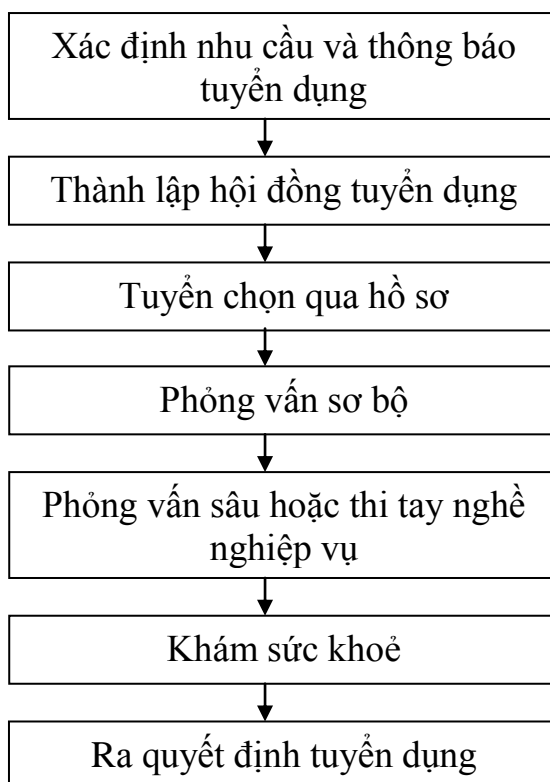 Xác định nhu cầu và thông báo
tuyển dụng
Thành lập hội đồng tuyển dụng
Tuyển chọn qua hồ sơ
Phỏng vấn sơ bộ
Phỏng vấn sâu hoặc thi tay nghề
nghiệp vụ
Khám sức khoẻ
Ra quyết định tuyển dụng